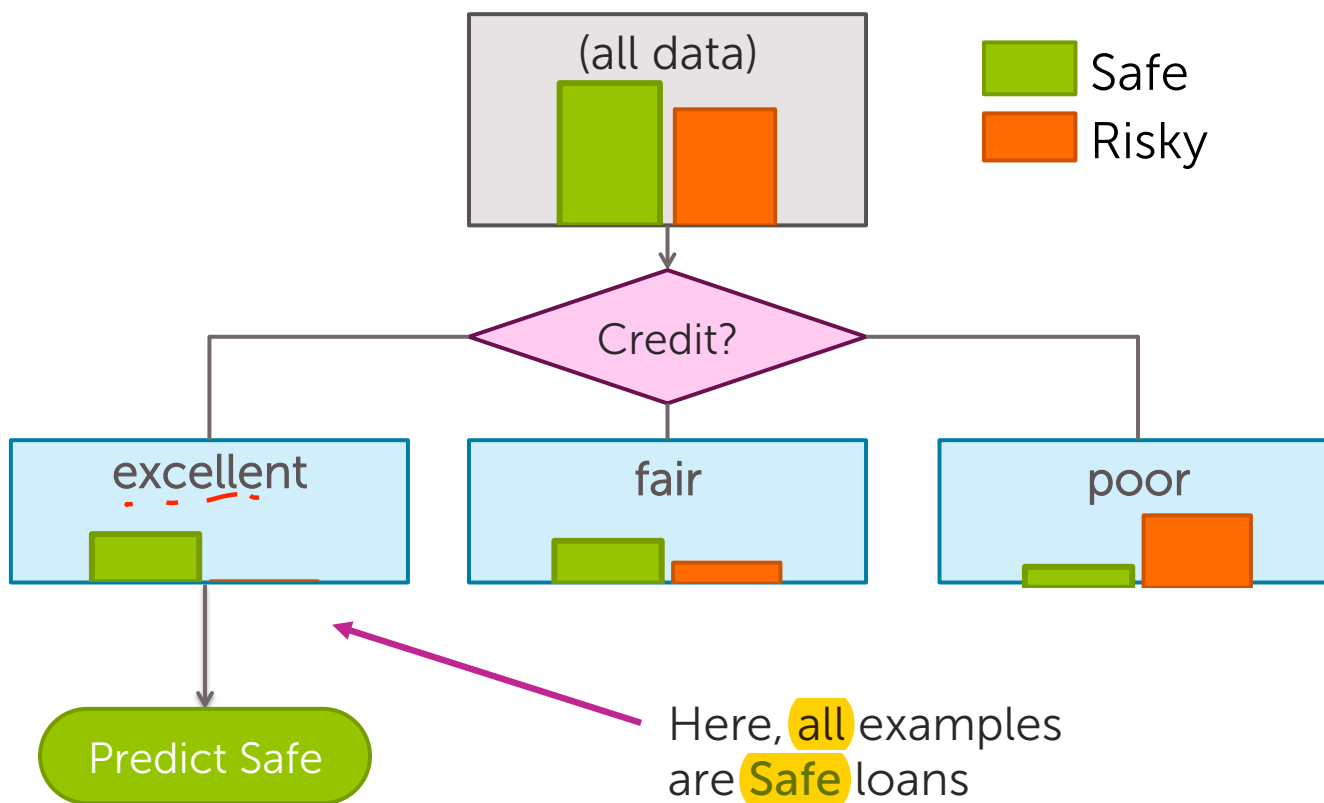 (all data)
Safe
Risky
Credit?
excellent
fair
poor
Predict Safe
Here, all examples
are Safe loans